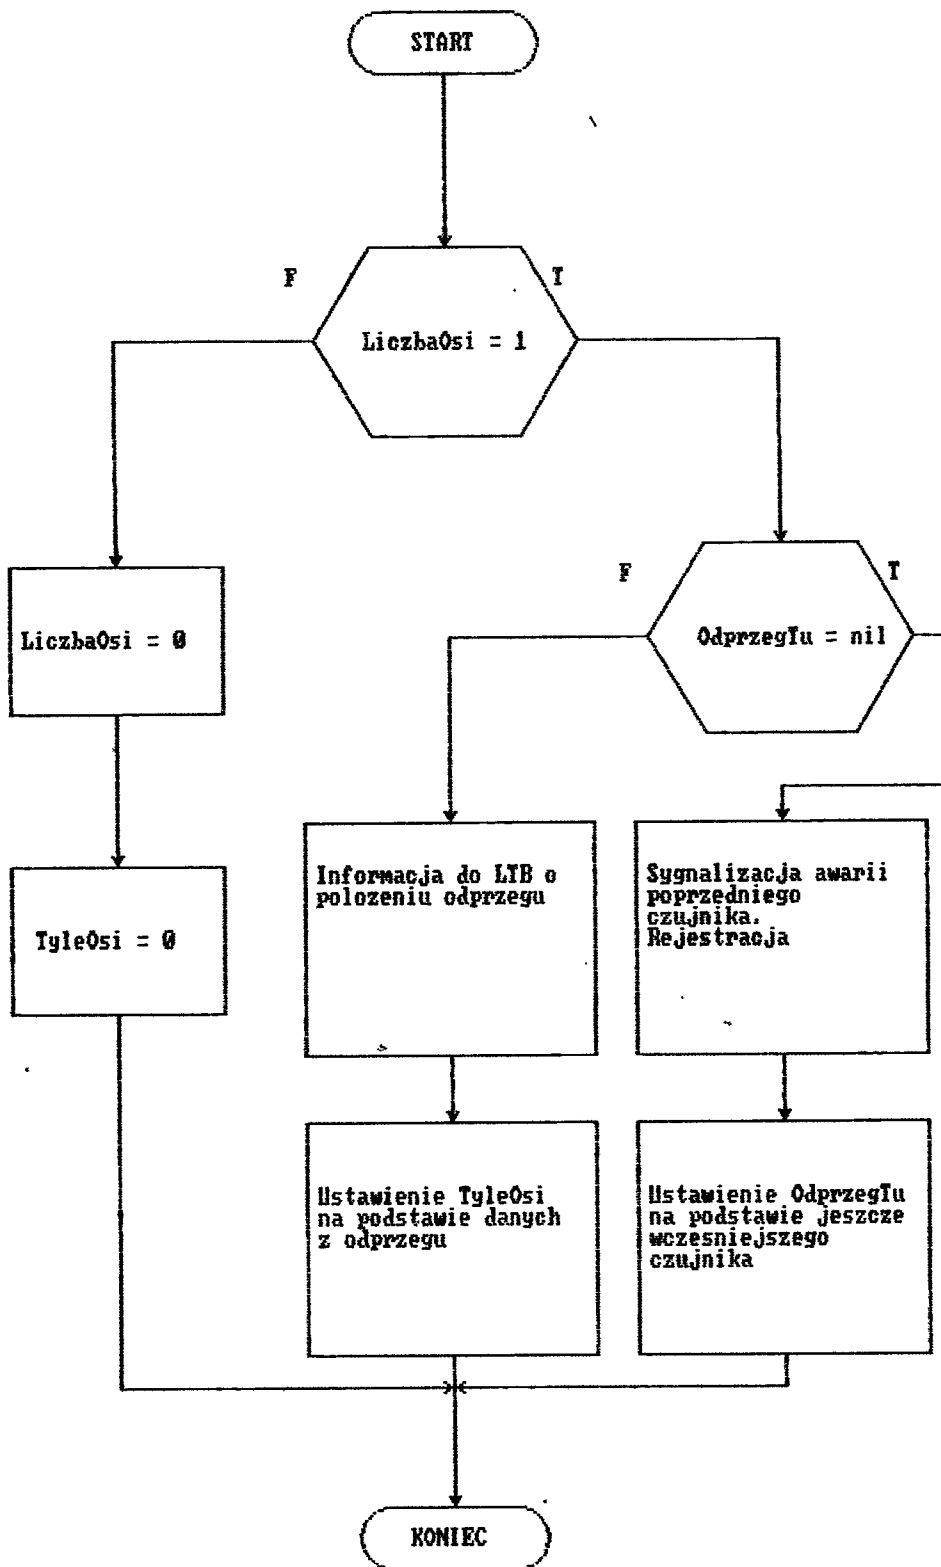 START
F
T
LiczbaOsi = 1
F
T
LiczbaOsi = 0
OdprzegTu = nil
TyleOsi = 0
Informacja do LTB o
polozeniu odprzegu
Sygnalizacja awarii
poprzedniego
czujnika.
Rejestracja
Ustawienie TyleOsi
na podstawie danych
z odprzegu
Ustawienie OdprzegTu
na podstawie jeszcze
wczesniejszego
czujnika
KONIEC